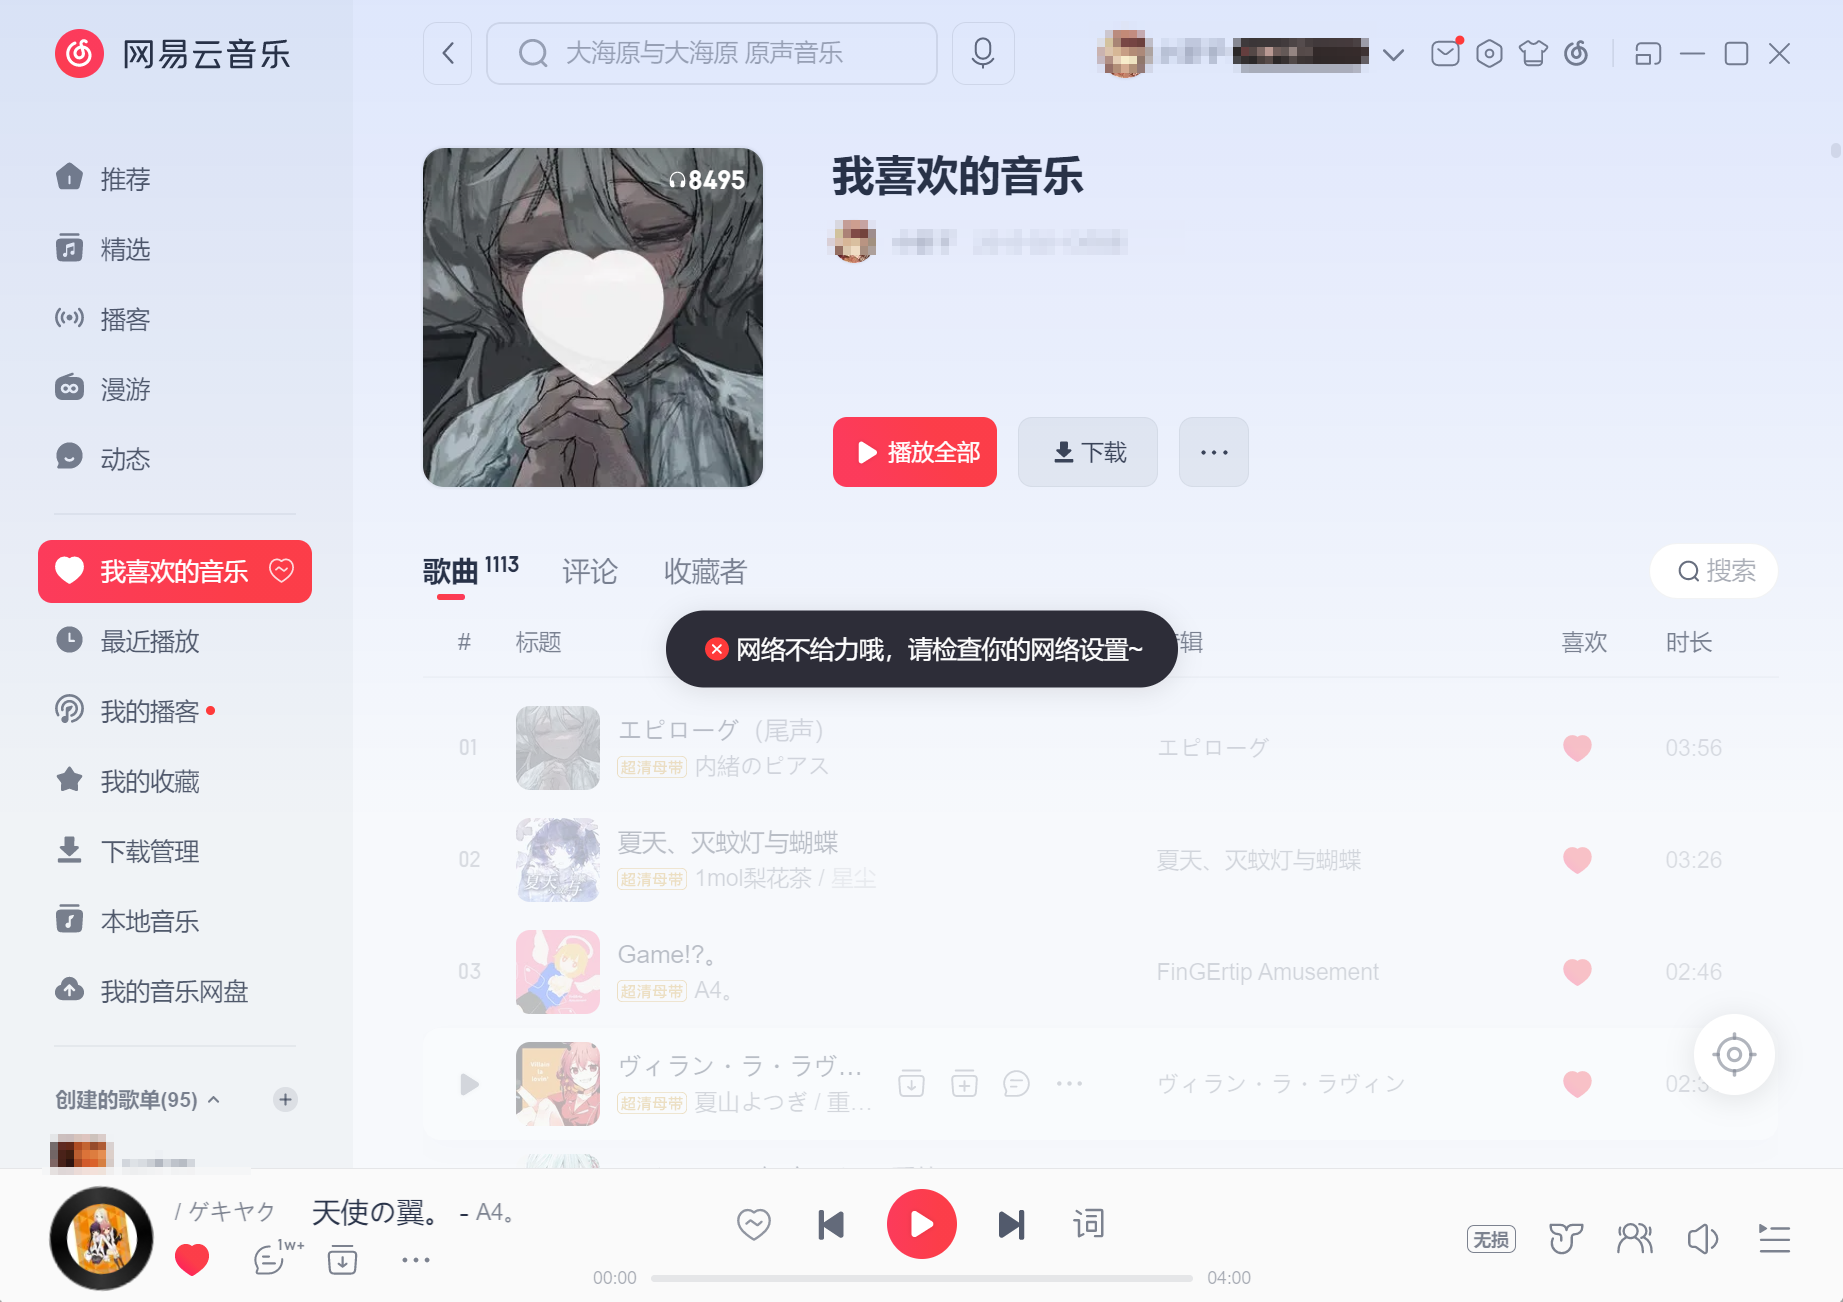 网易云音乐
大海原与大海原 原声音乐
推荐
精选
播客
漫游
动态
我喜欢的音乐
最近播放
我的播客
我的收藏
下载管理
本地音乐
我的音乐网盘
创建的歌单(95)
8495
我喜欢的音乐
播放全部
下载
歌曲 1113
评论
收藏者
搜索
# 标题 辑 喜欢 时长
网络不给力哦，请检查你的网络设置~
01 エピローグ（尾声） エピローグ 03:56
超清母带 内緒のピアス
02 夏天、灭蚊灯与蝴蝶 夏天、灭蚊灯与蝴蝶 03:26
超清母带 1mol梨花茶 / 星尘
03 Game!?。 FinGErtip Amusement 02:46
超清母带 A4。
ヴィラン・ラ・ラヴ… ヴィラン・ラ・ラヴィン 02:3
超清母带 夏山よつぎ / 重…
/ ゲキヤク 天使の翼。 - A4。
1w+
词
00:00
04:00
无损